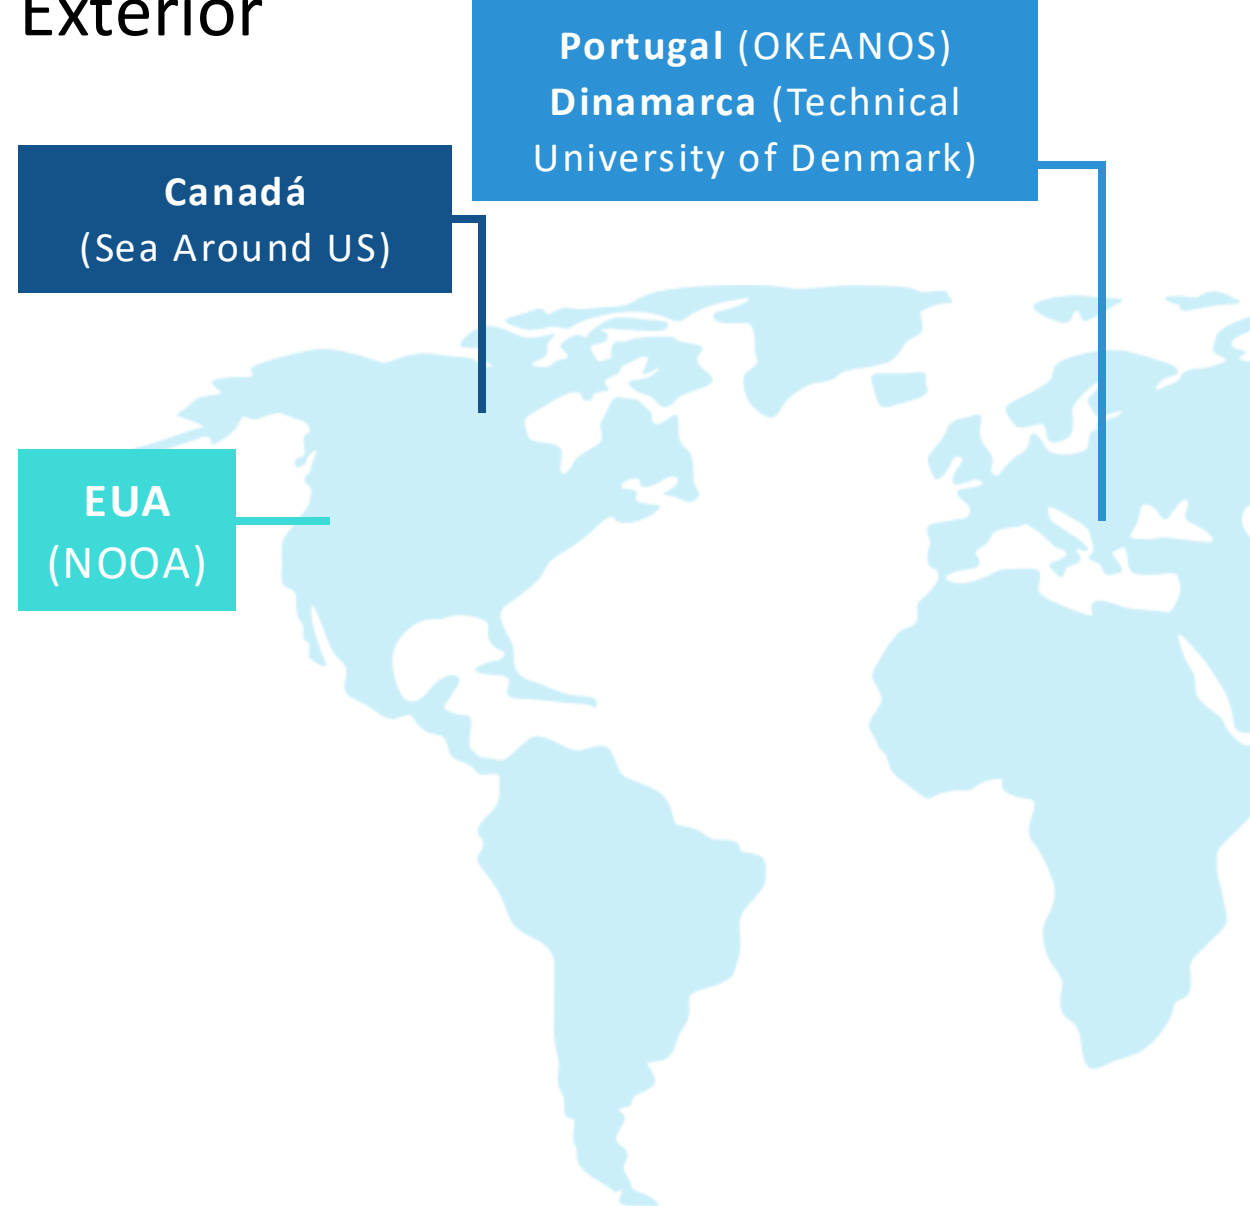 Exterior
Portugal (OKEANOS)
Dinamarca (Technical
University of Denmark)
Canadá
(Sea Around US)
EUA
(NOOA)